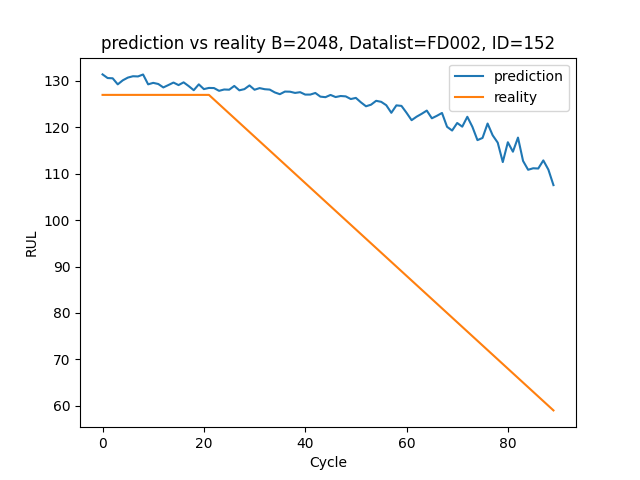 prediction vs reality B=2048, Datalist=FD002, ID=152
prediction
reality
130
120
110
100
90
80
70
60
RUL
0
20
40
60
80
Cycle